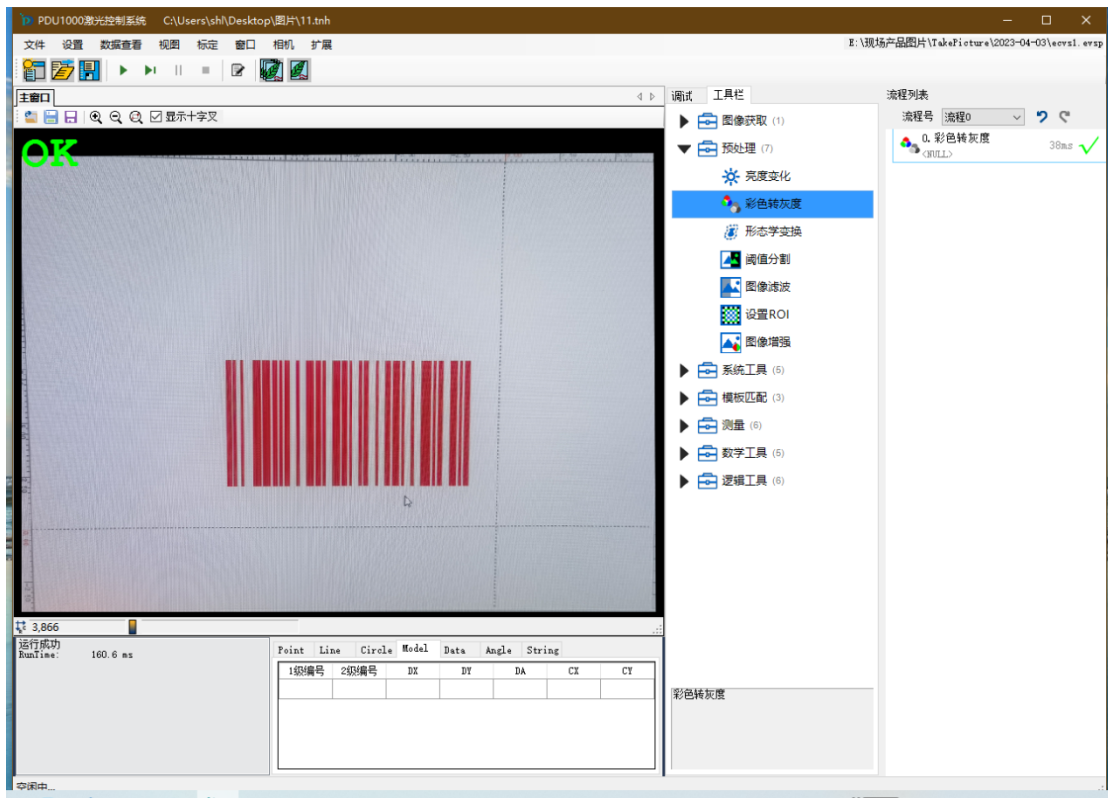 PDU1000激光控制系统 C:\Users\shl\Desktop\图片\11.tnh
文件 设置 数据查看 视图 标定 窗口 相机 扩展
E:\现场产品图片\TakePicture\2023-04-03\ecvs1.evsp
主窗口
显示十字叉
OK
3,866
运行成功
RunTime: 160.6 ms
Point Line Circle Model Data Angle String
1级编号 2级编号 DX DY DA CX CY
空闲中...
调试 工具栏
图像获取 (1)
预处理 (7)
亮度变化
彩色转灰度
形态学变换
阈值分割
图像滤波
设置ROI
图像增强
系统工具 (5)
模板匹配 (3)
测量 (6)
数学工具 (5)
逻辑工具 (6)
彩色转灰度
流程列表
流程号 流程0
0. 彩色转灰度
<NULL>
38ms